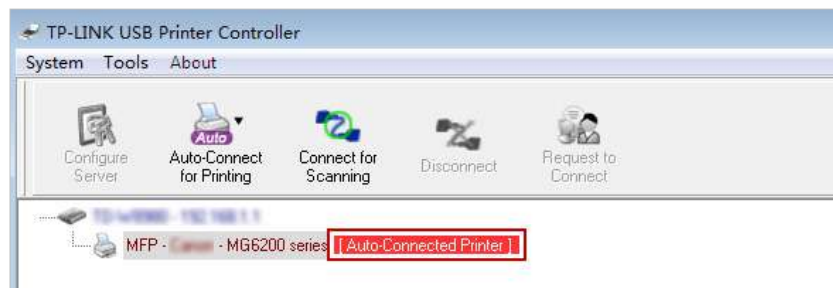 TP-LINK USB Printer Controller
System Tools About
Auto
Configure Server
Auto-Connect for Printing
Connect for Scanning
Disconnect
Request to Connect
MFP - - MG6200 series [ Auto-Connected Printer ]